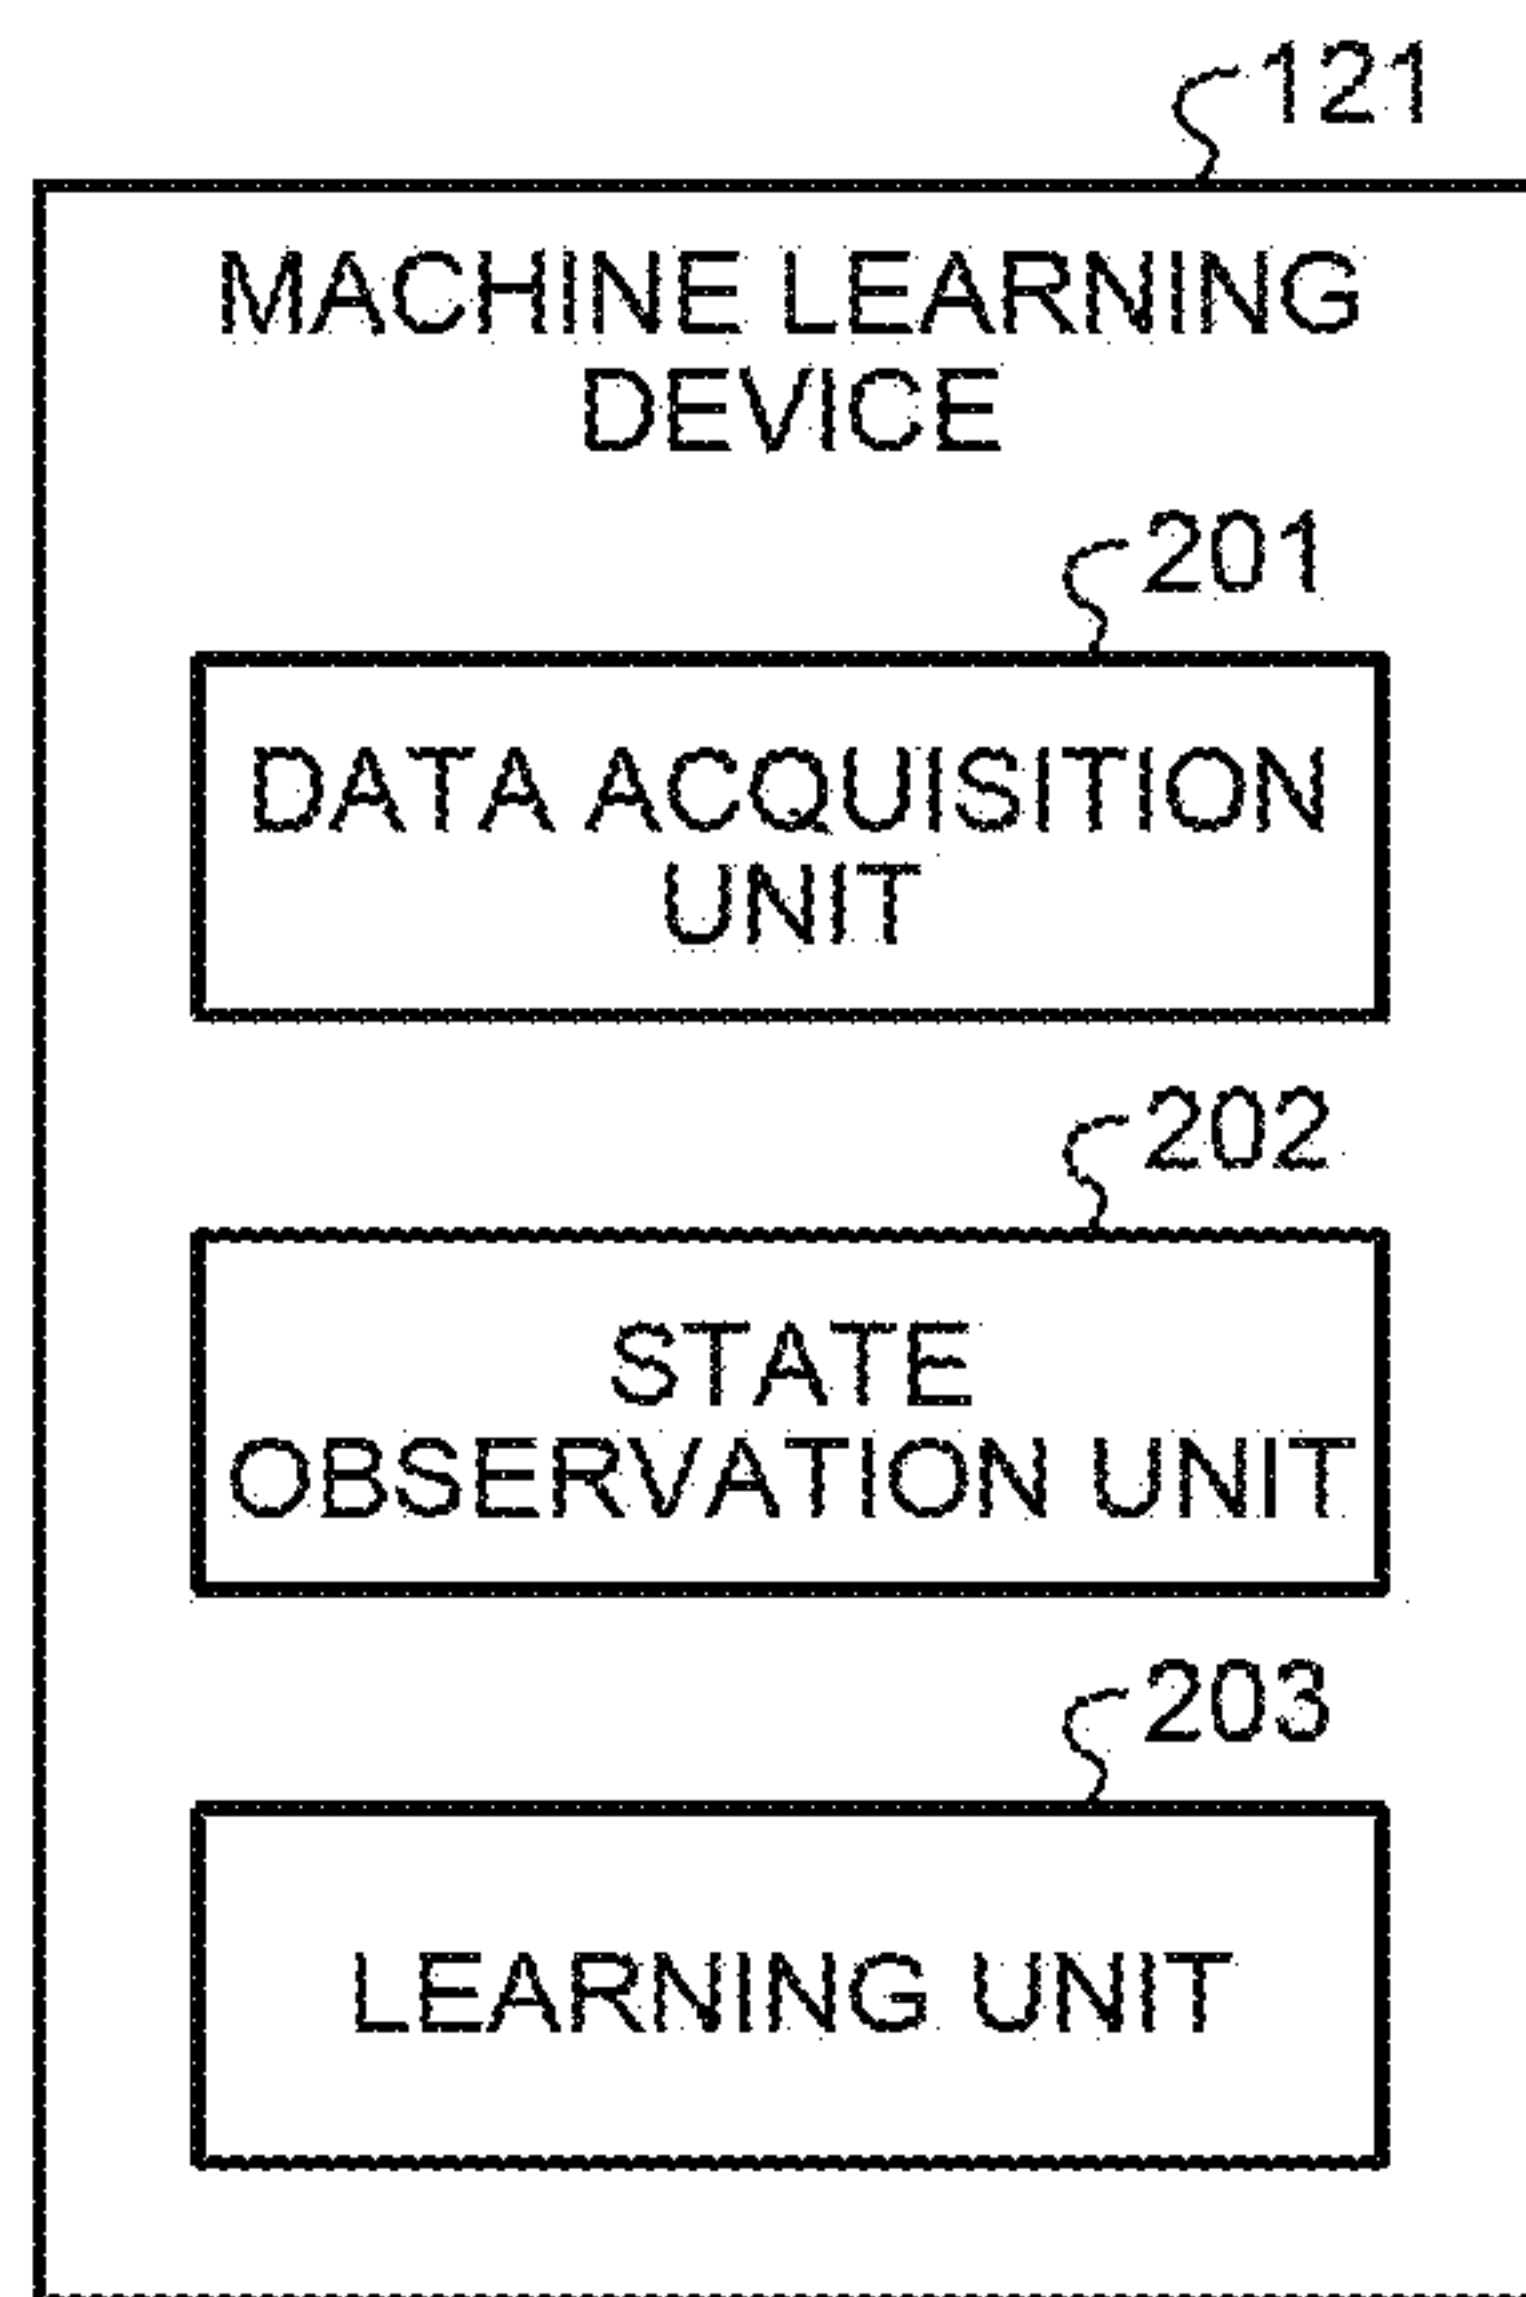 121
MACHINE LEARNING
DEVICE
201
DATA ACQUISITION
UNIT
202
STATE
OBSERVATION UNIT
203
LEARNING UNIT